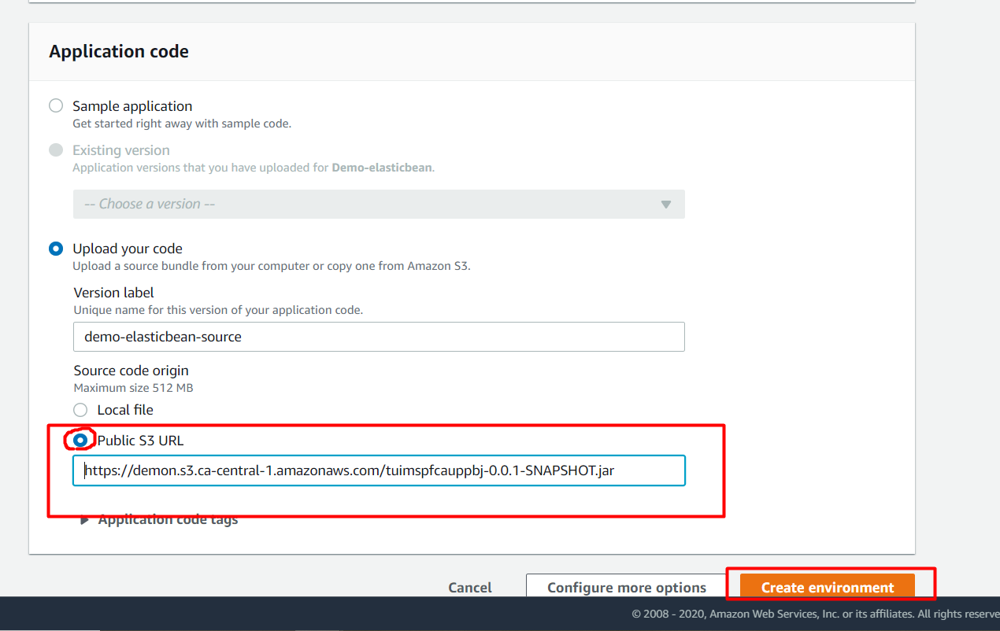 Application code
Sample application
Get started right away with sample code.
Existing version
Application versions that you have uploaded for Demo-elasticbean.
-- Choose a version --
Upload your code
Upload a source bundle from your computer or copy one from Amazon S3.
Version label
Unique name for this version of your application code.
demo-elasticbean-source
Source code origin
Maximum size 512 MB
Local file
Public S3 URL
https://demon.s3.ca-central-1.amazonaws.com/tuimspfcauppbj-0.0.1-SNAPSHOT.jar
Application code tags
Cancel
Configure more options
Create environment
© 2008 - 2020, Amazon Web Services, Inc. or its affiliates. All rights reserve